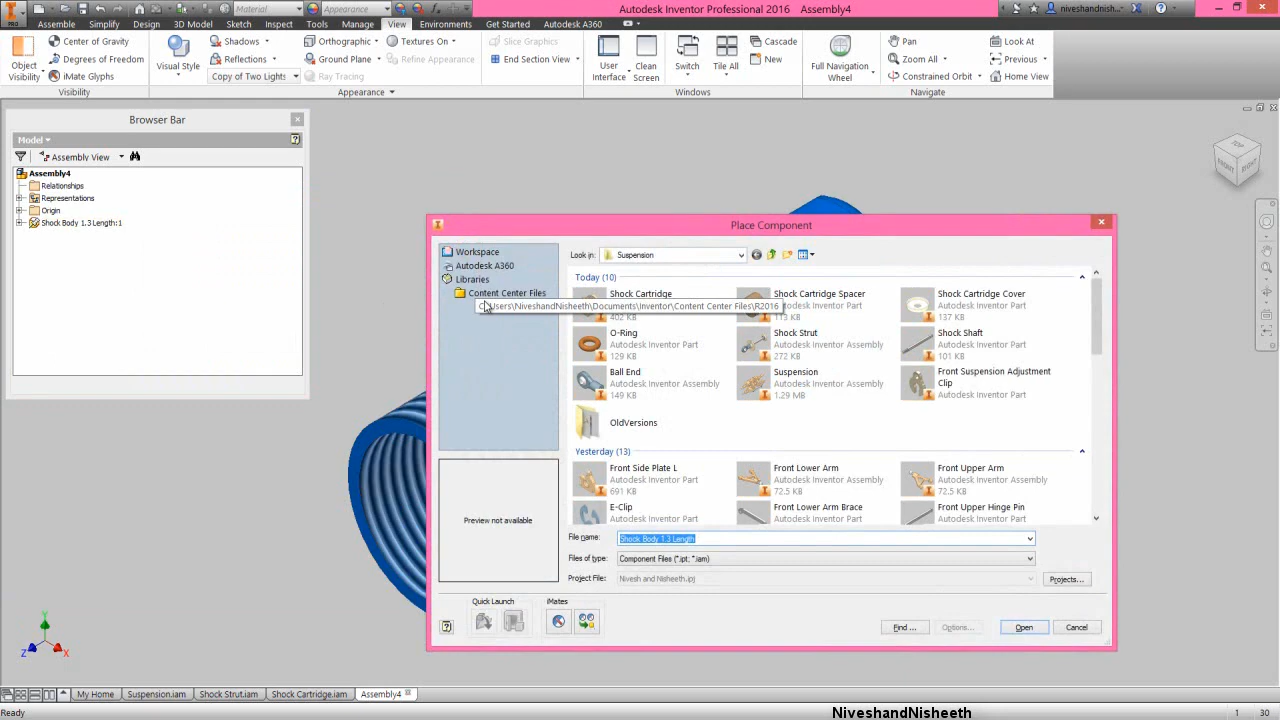 Material
Appearance
Autodesk Inventor Professional 2016 Assembly4
niveshandnish...
PRO
Assemble Simplify Design 3D Model Sketch Inspect Tools Manage View Environments Get Started Autodesk A360
Object
Visibility
Center of Gravity
Degrees of Freedom
iMate Glyphs
Visual Style
Shadows
Reflections
Copy of Two Lights
Orthographic
Ground Plane
Ray Tracing
Textures On
Refine Appearance
Slice Graphics
End Section View
User
Interface
Clean
Screen
Switch
Tile All
Cascade
New
Full Navigation
Wheel
Pan
Zoom All
Constrained Orbit
Look At
Previous
Home View
Visibility
Appearance
Windows
Navigate
Browser Bar
Model
Assembly View
Assembly4
Relationships
Representations
Origin
Shock Body 1.3 Length:1
TOP
FRONT
RIGHT
Place Component
Workspace
Autodesk A360
Libraries
Content Center Files
Look in: Suspension
Today (10)
Shock Cartridge
402 KB
Shock Cartridge Spacer
113 KB
Shock Cartridge Cover
Autodesk Inventor Part
137 KB
C:\Users\NiveshandNisheeth\Documents\Inventor\Content Center Files\R2016
O-Ring
Autodesk Inventor Part
129 KB
Shock Strut
Autodesk Inventor Assembly
272 KB
Shock Shaft
Autodesk Inventor Part
101 KB
Ball End
Autodesk Inventor Assembly
149 KB
Suspension
Autodesk Inventor Assembly
1.29 MB
Front Suspension Adjustment
Clip
Autodesk Inventor Part
OldVersions
Yesterday (13)
Front Side Plate L
Autodesk Inventor Part
691 KB
Front Lower Arm
Autodesk Inventor Part
72.5 KB
Front Upper Arm
Autodesk Inventor Assembly
72.5 KB
E-Clip
Autodesk Inventor Part
Front Lower Arm Brace
Autodesk Inventor Part
Front Upper Hinge Pin
Autodesk Inventor Part
Preview not available
File name: Shock Body 1.3 Length
Files of type: Component Files (*.ipt; *.iam)
Project File: Nivesh and Nisheeth.ipj
Projects...
Quick Launch
iMates
Find ...
Options...
Open
Cancel
Y
Z
X
My Home Suspension.iam Shock Strut.iam Shock Cartridge.iam Assembly4
Ready
NiveshandNisheeth
1 30